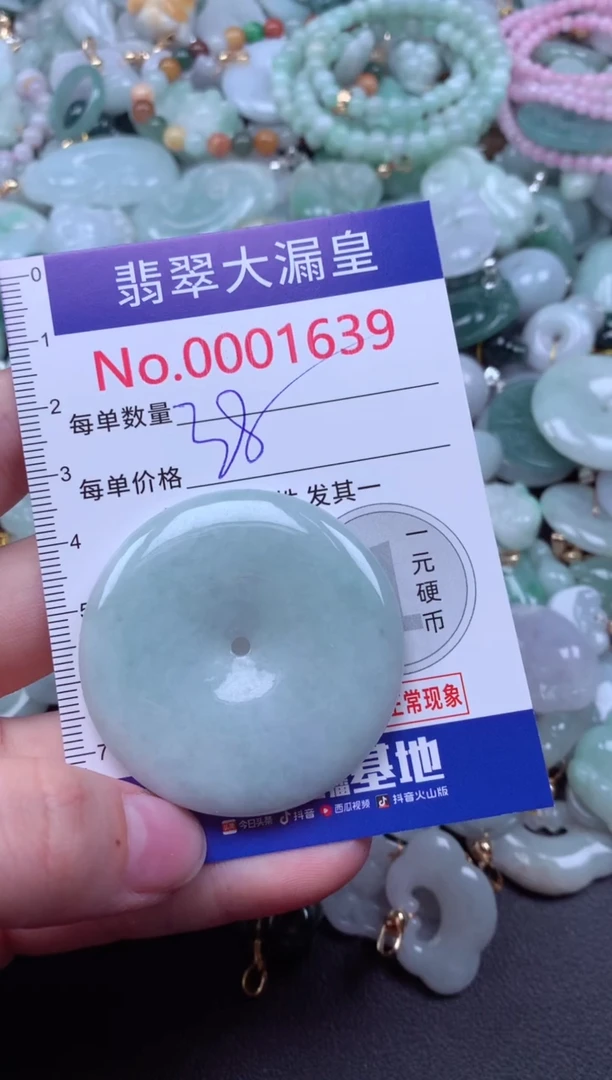 翡翠大漏皇
No.0001639
0
1
每单数量
38
2
每单价格
3
发其一
4
一元硬币
5
正常现象
7
播基地
今日头条 抖音 西瓜视频 抖音火山版